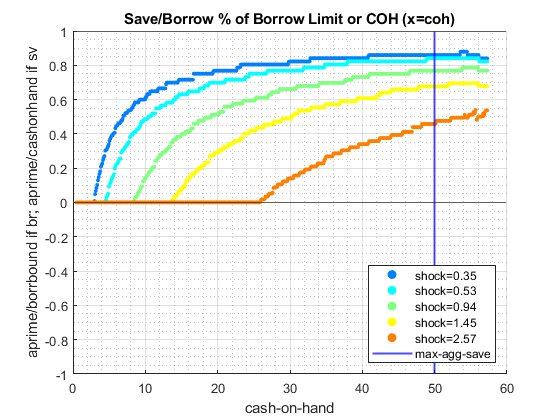 Save/Borrow % of Borrow Limit or COH (x=coh)
aprime/borrbound if br; aprime/cashonhand if sv
1
0.8
0.6
0.4
0.2
0
-0.2
-0.4
-0.6
-0.8
-1
shock=0.35
shock=0.53
shock=0.94
shock=1.45
shock=2.57
max-agg-save
0 10 20 30 40 50 60
cash-on-hand